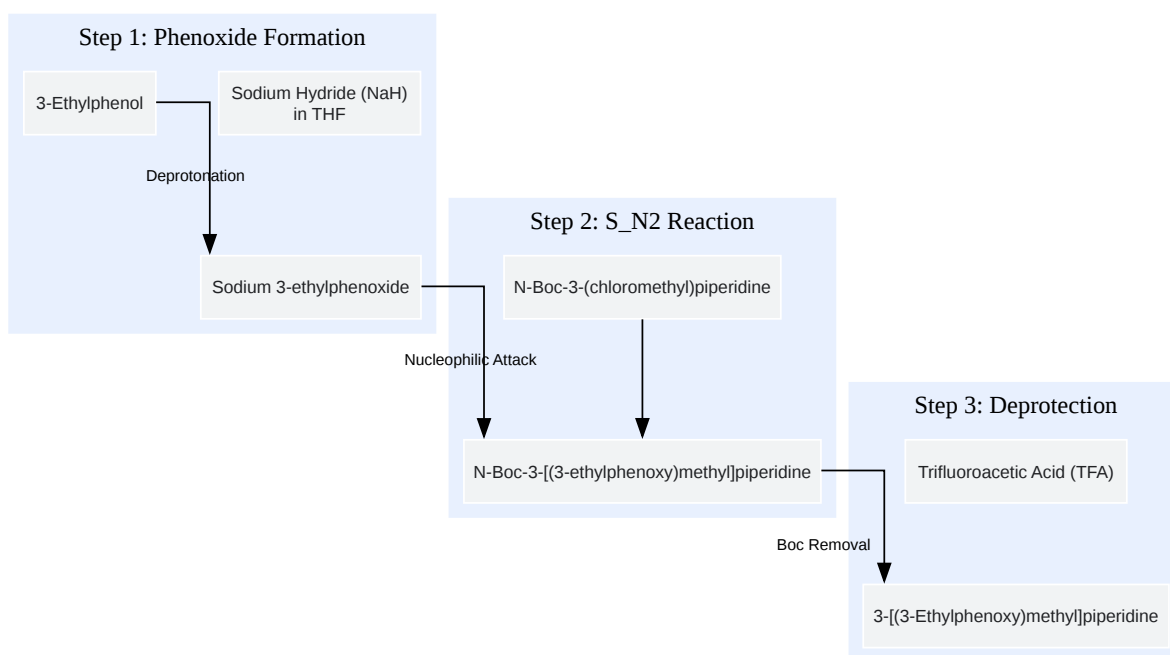 Step 1: Phenoxide Formation
3-Ethylphenol
Sodium Hydride (NaH)
in THF
Deprotonation
Sodium 3-ethylphenoxide
Step 2: S_N2 Reaction
N-Boc-3-(chloromethyl)piperidine
Nucleophilic Attack
N-Boc-3-[(3-ethylphenoxy)methyl]piperidine
Step 3: Deprotection
Trifluoroacetic Acid (TFA)
Boc Removal
3-[(3-Ethylphenoxy)methyl]piperidine